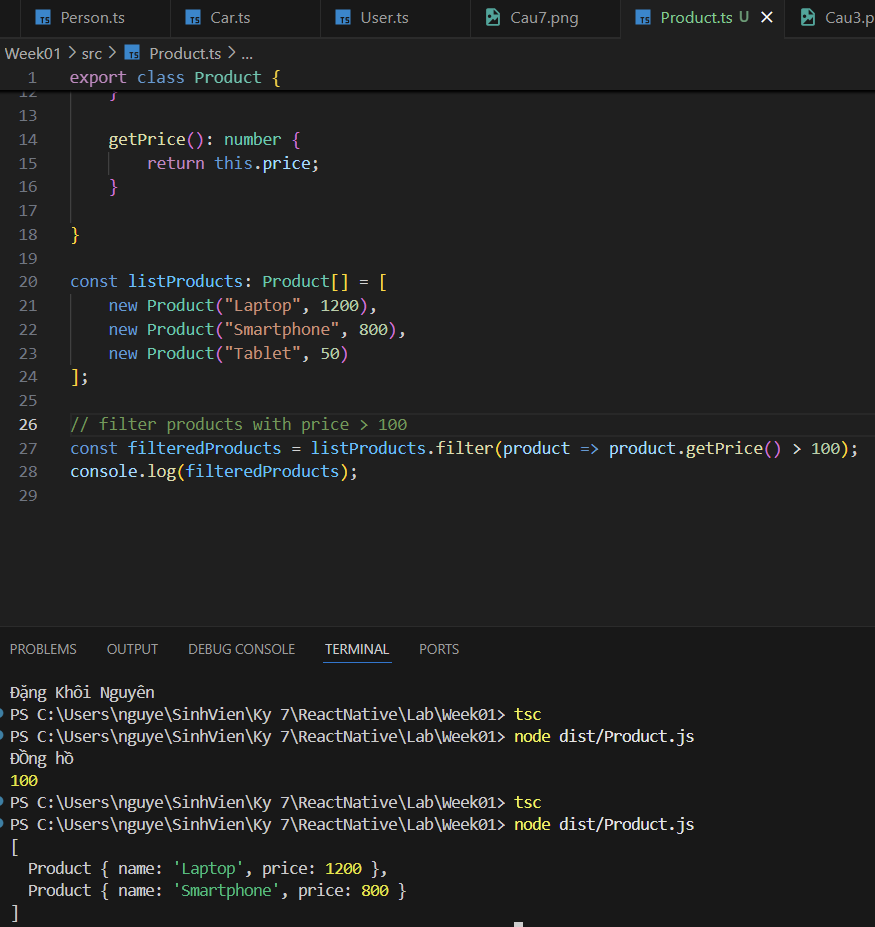 TS Person.ts TS Car.ts TS User.ts Cau7.png TS Product.ts U × Cau3.p
Week01 > src > TS Product.ts > ...
1 export class Product {
12 }
13
14 getPrice(): number {
15 return this.price;
16 }
17
18 }
19
20 const listProducts: Product[] = [
21 new Product("Laptop", 1200),
22 new Product("Smartphone", 800),
23 new Product("Tablet", 50)
24 ];
25
26 // filter products with price > 100
27 const filteredProducts = listProducts.filter(product => product.getPrice() > 100);
28 console.log(filteredProducts);
29
PROBLEMS OUTPUT DEBUG CONSOLE TERMINAL PORTS
Đặng Khôi Nguyên
PS C:\Users\nguye\SinhVien\Ky 7\ReactNative\Lab\Week01> tsc
PS C:\Users\nguye\SinhVien\Ky 7\ReactNative\Lab\Week01> node dist/Product.js
Đồng hồ
100
PS C:\Users\nguye\SinhVien\Ky 7\ReactNative\Lab\Week01> tsc
PS C:\Users\nguye\SinhVien\Ky 7\ReactNative\Lab\Week01> node dist/Product.js
[
Product { name: 'Laptop', price: 1200 },
Product { name: 'Smartphone', price: 800 }
]